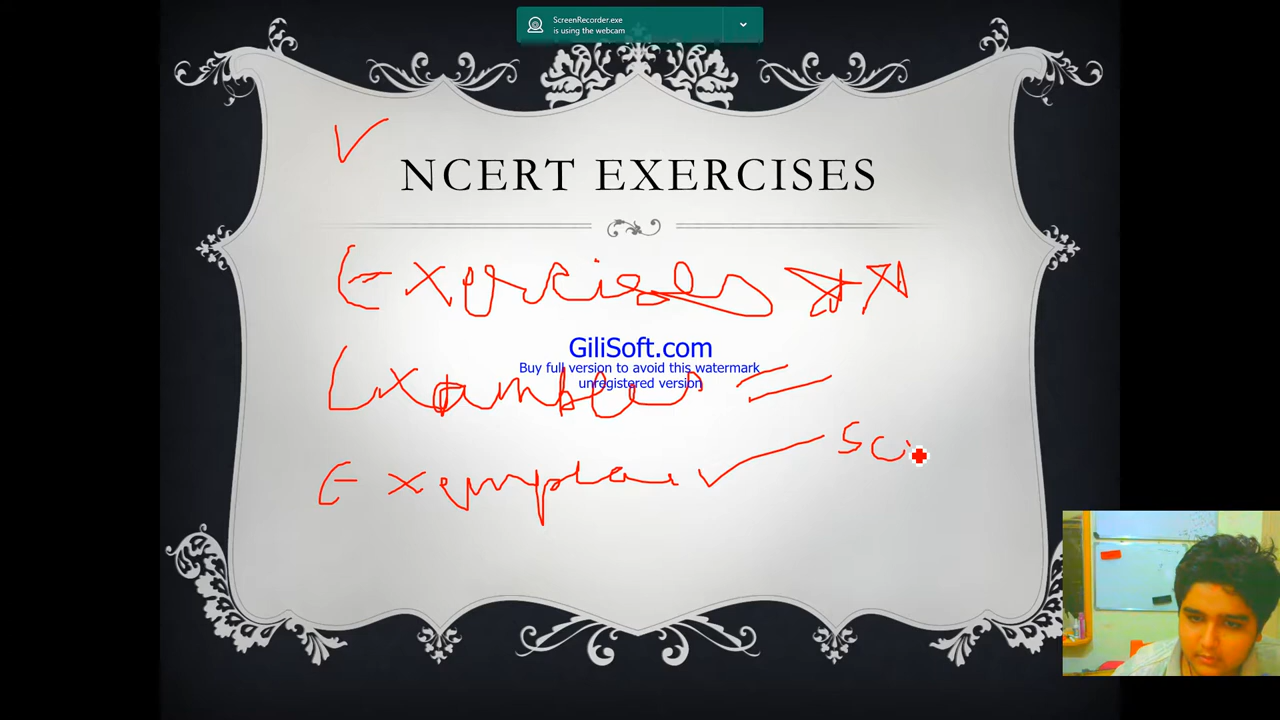 ScreenRecorder.exe
is using the webcam
NCERT EXERCISES
Exercises
GiliSoft.com
Buy full version to avoid this watermark
unregistered version
Examples
Exemplar
Sci